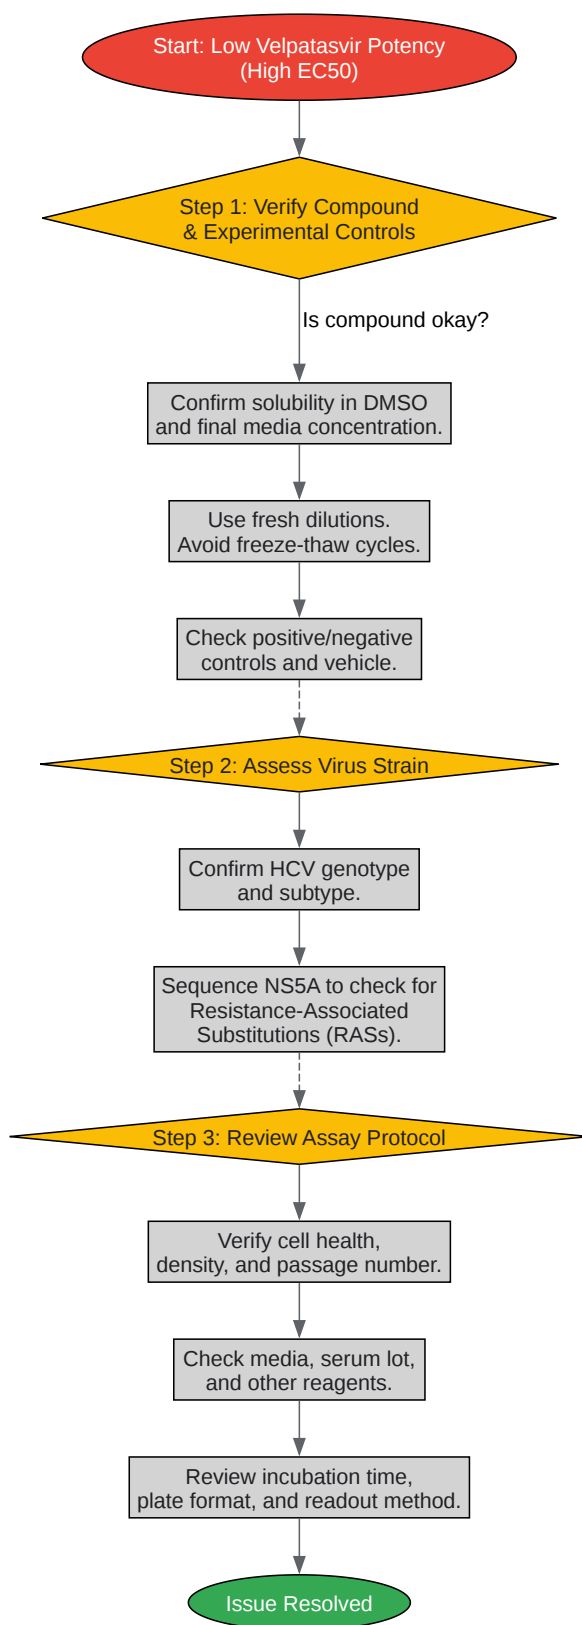 Start: Low Velpatasvir Potency
(High EC50)
Step 1: Verify Compound
& Experimental Controls
Is compound okay?
Confirm solubility in DMSO
and final media concentration.
Use fresh dilutions.
Avoid freeze-thaw cycles.
Check positive/negative
controls and vehicle.
Step 2: Assess Virus Strain
Confirm HCV genotype
and subtype.
Sequence NS5A to check for
Resistance-Associated
Substitutions (RASs).
Step 3: Review Assay Protocol
Verify cell health,
density, and passage number.
Check media, serum lot,
and other reagents.
Review incubation time,
plate format, and readout method.
Issue Resolved